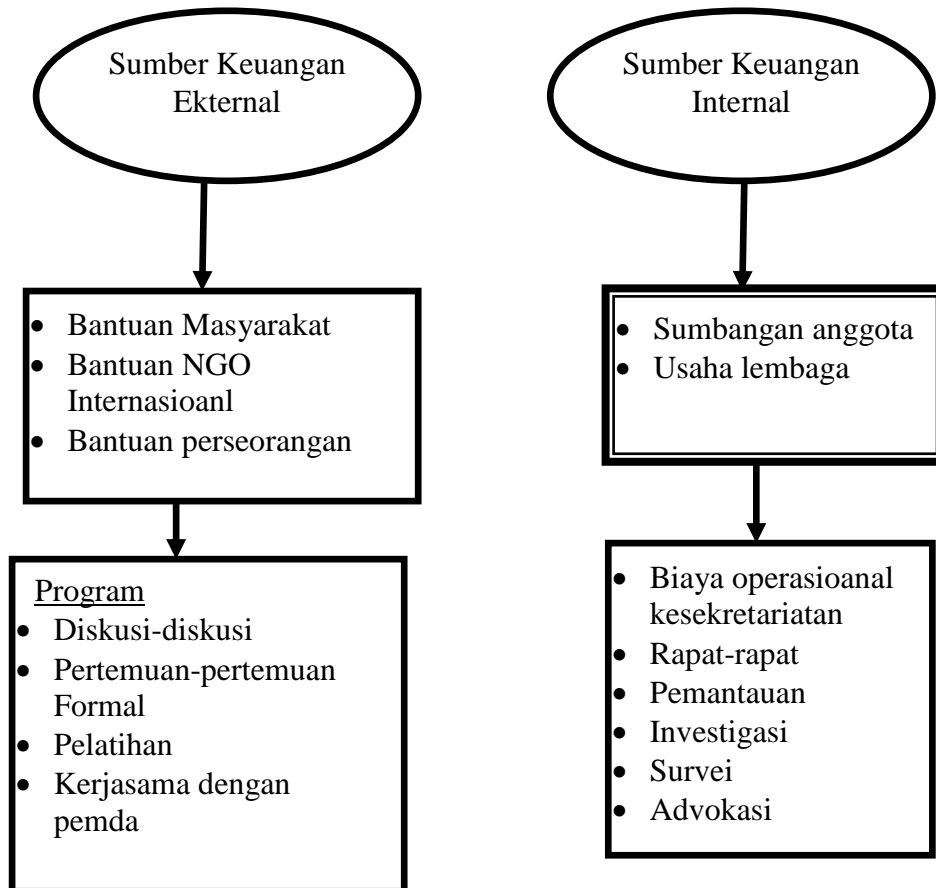 Sumber Keuangan
Ekternal
• Bantuan Masyarakat
• Bantuan NGO
Internasioanl
• Bantuan perseorangan
Program
• Diskusi-diskusi
• Pertemuan-pertemuan
Formal
• Pelatihan
• Kerjasama dengan
pemda
Sumber Keuangan
Internal
• Sumbangan anggota
• Usaha lembaga
• Biaya operasioanal
kesekretariatan
• Rapat-rapat
• Pemantauan
• Investigasi
• Survei
• Advokasi